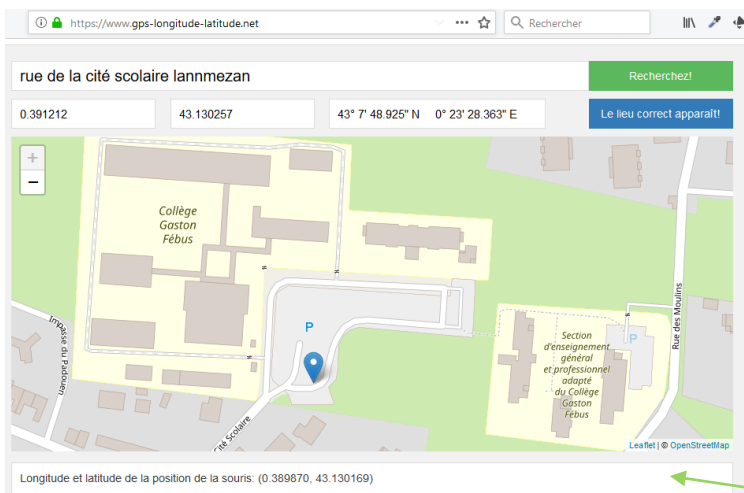 https://www.gps-longitude-latitude.net
Rechercher
rue de la cité scolaire lannmezan
Recherchez!
0.391212
43.130257
43° 7' 48.925" N 0° 23' 28.363" E
Le lieu correct apparaît!
+
−
Collège
Gaston
Fébus
P
Impasse du Padouan
Cité Scolaire
Rue des Moulins
P
Section
d'enseignement
général
et professionnel
adapté
du Collège
Gaston
Fébus
Leaflet | © OpenStreetMap
Longitude et latitude de la position de la souris: (0.389870, 43.130169)